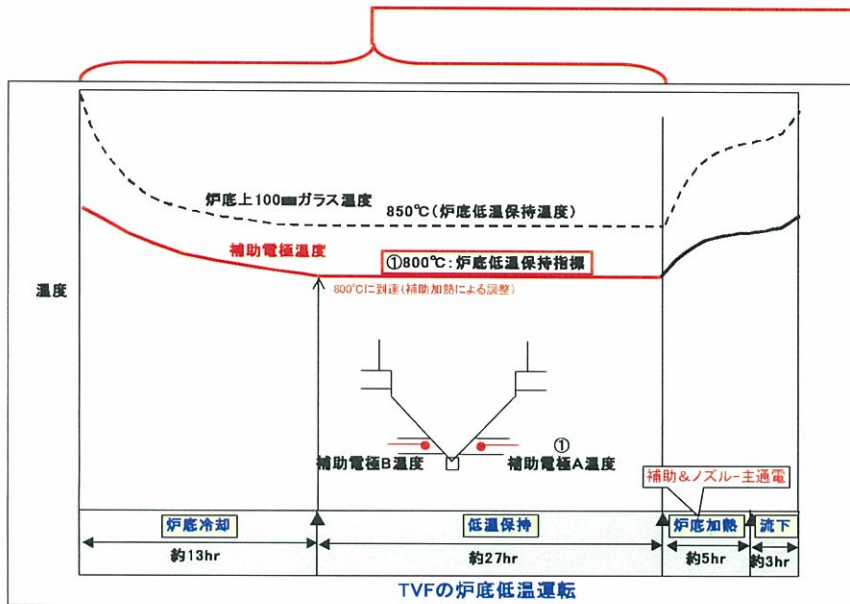 炉底上100mmガラス温度
850℃(炉底低温保持温度)
補助電極温度
①800℃:炉底低温保持指標
800℃に到達(補助加熱による調整)
温度
①
補助電極B温度
補助電極A温度
補助&ノズル-主通電
炉底冷却
低温保持
炉底加熱
流下
約13hr
約27hr
約5hr
約3hr
TVFの炉底低温運転